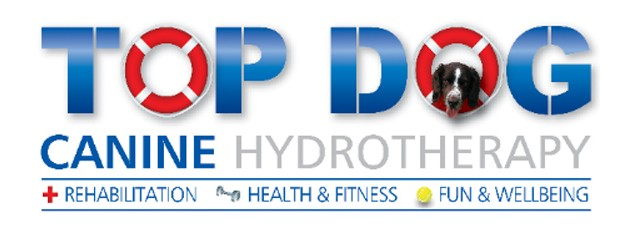 TOP DOG
CANINE HYDROTHERAPY
REHABILITATION HEALTH & FITNESS FUN & WELLBEING